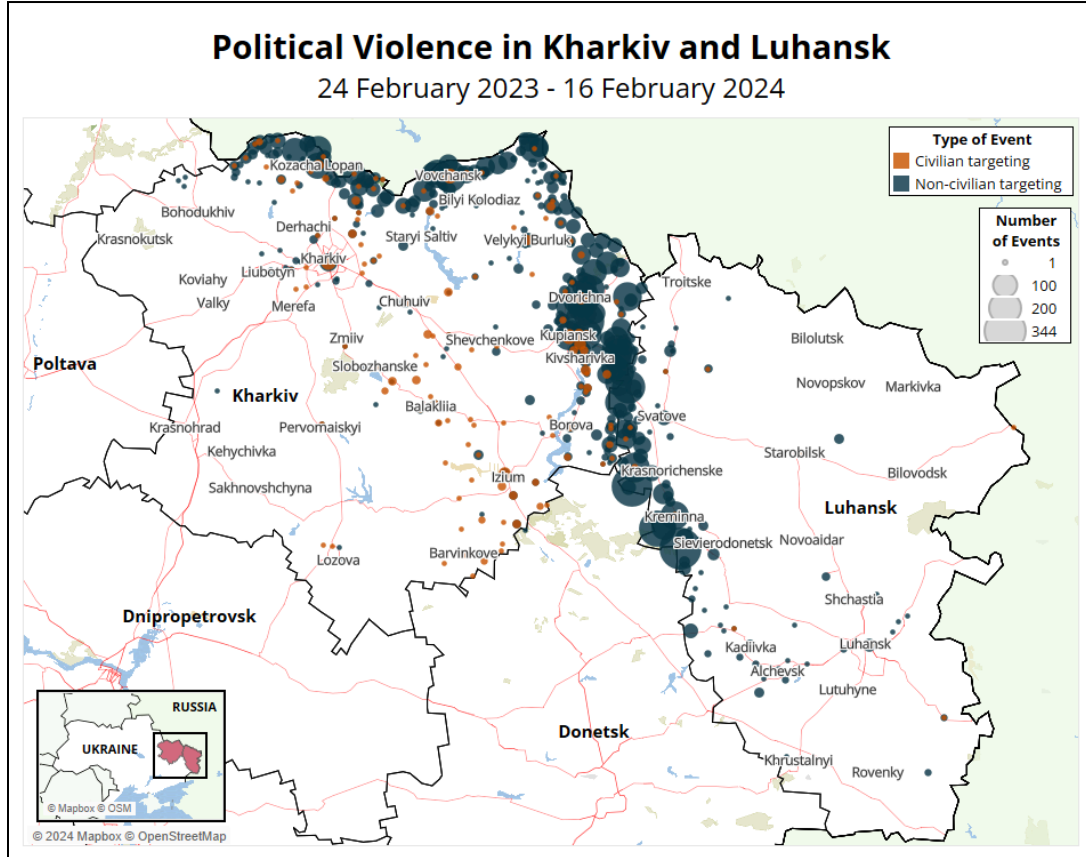 Political Violence in Kharkiv and Luhansk
24 February 2023 - 16 February 2024
Type of Event
Civilian targeting
Non-civilian targeting
Number
of Events
1
100
200
344
Kozacha Lopan
Vovchansk
Bohodukhiv
Bilyi Kolodiaz
Krasnokutsk
Derhachi
Staryi Saltiv
Velykyj Burluk
Kharkiv
Koviahy
Liubotyn
Troitske
Valky
Merefa
Chuhuiv
Dvorichna
Zmiiv
Shevchenkove
Kupiansk
Bilolutsk
Poltava
Slobozhanske
Kivsharivka
Kharkiv
Novopskov
Markivka
Balakliia
Krasnohrad
Pervomaiskyi
Borova
Svatove
Kehychivka
Starobilsk
Sakhnovshchyna
Izium
Krasnorichenske
Bilovodsk
Luhansk
Kreminna
Lozova
Barvinkove
Sievierodonetsk
Novoaidar
Dnipropetrovsk
Shchastia
Kadiivka
Luhansk
Alchevsk
Lutuhyne
Donetsk
Khrustalnyi
Rovenky
RUSSIA
UKRAINE
© Mapbox © OSM
© 2024 Mapbox © OpenStreetMap